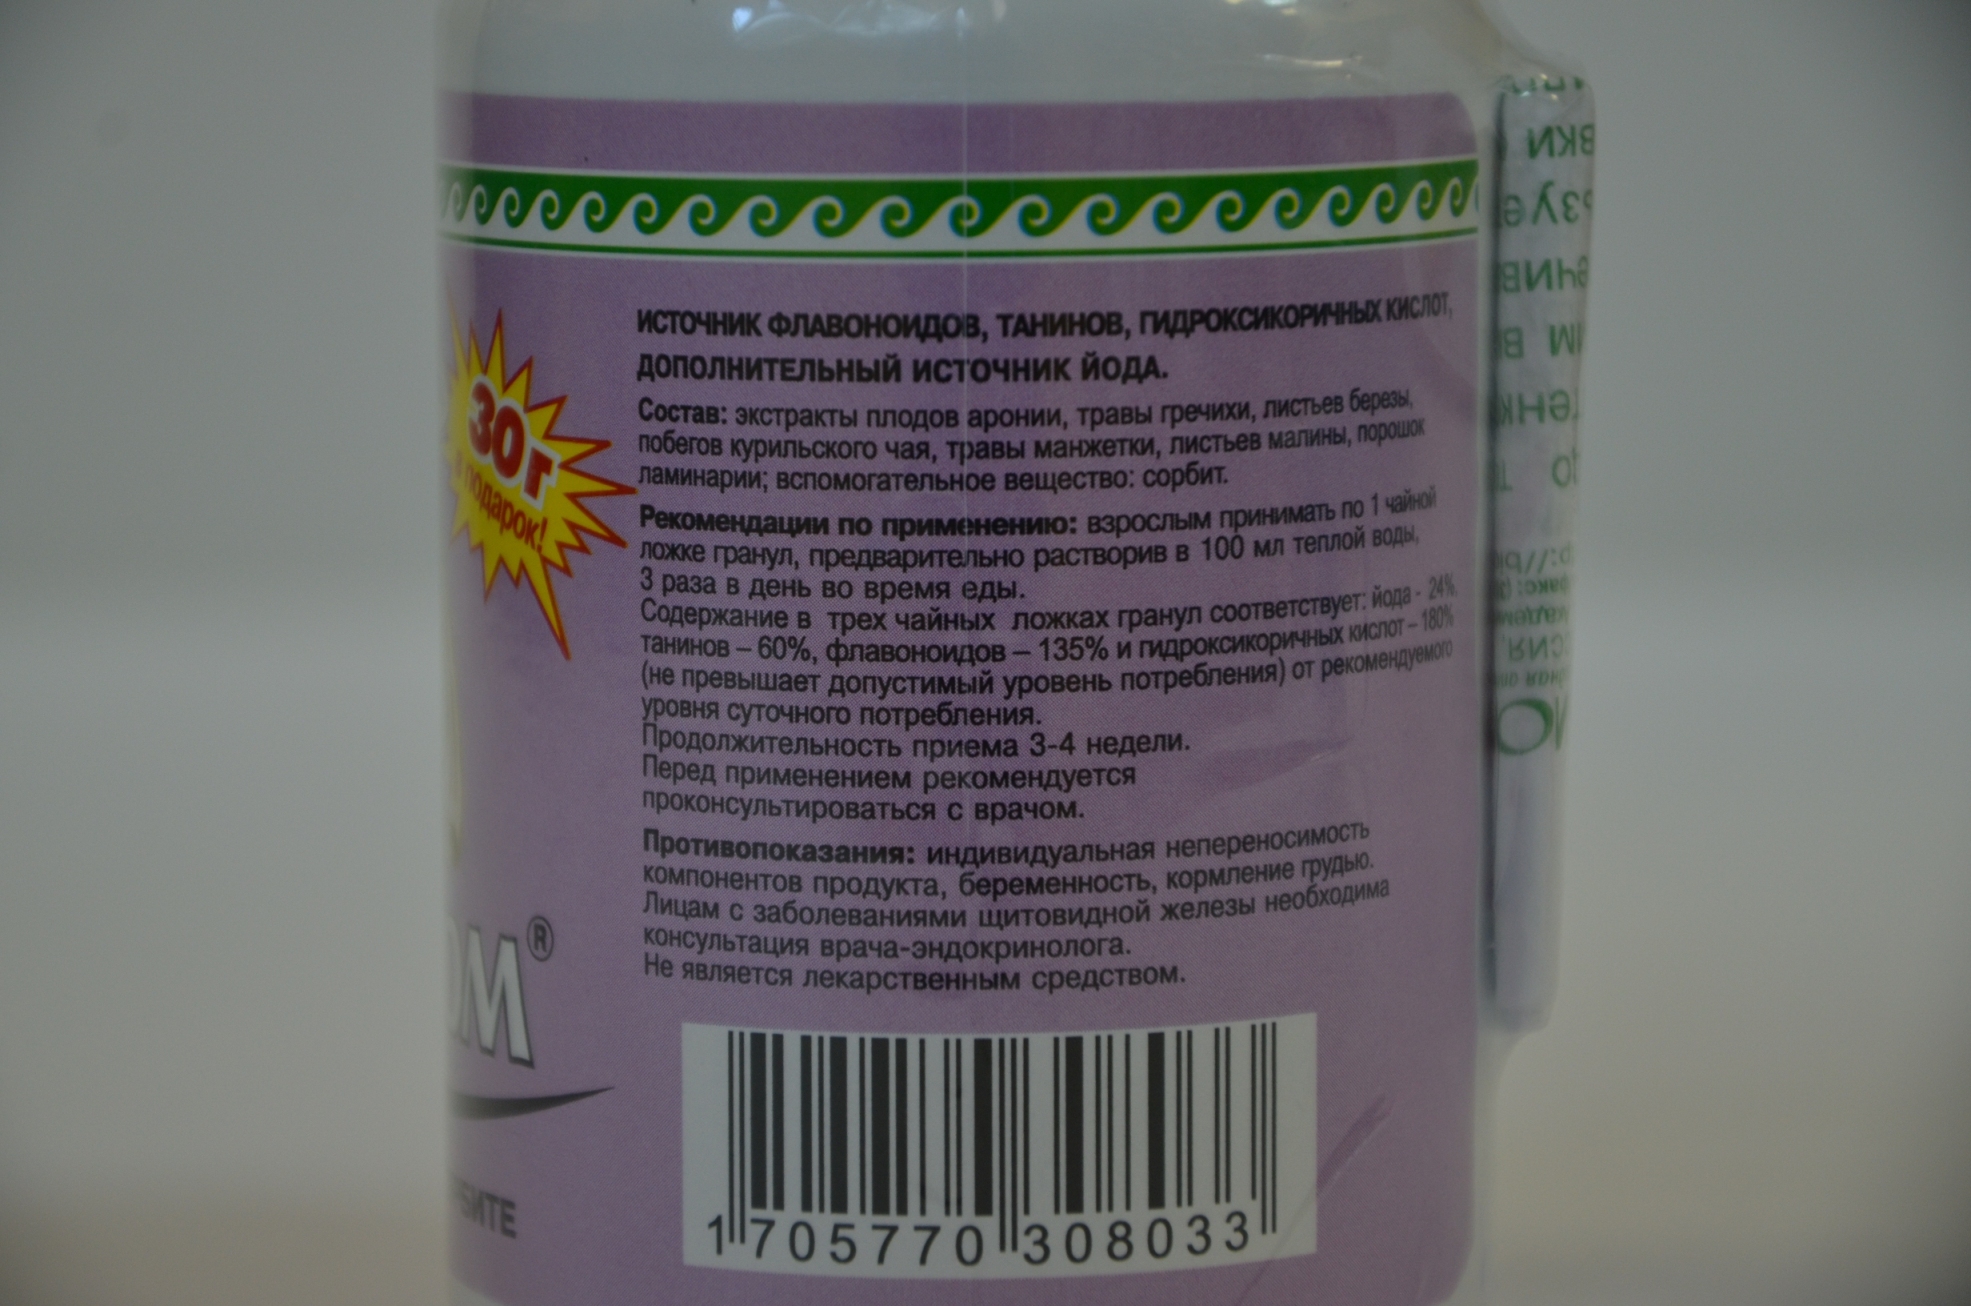 ИСТОЧНИК ФЛАВОНОИДОВ, ТАНИНОВ, ГИДРОКСИКОРИЧНЫХ КИСЛОТ,
ДОПОЛНИТЕЛЬНЫЙ ИСТОЧНИК ЙОДА.
Состав: экстракты плодов аронии, травы гречихи, листьев березы,
побегов курильского чая, травы манжетки, листьев малины, порошок
ламинарии; вспомогательное вещество: сорбит.
30 г
в подарок!
Рекомендации по применению: взрослым принимать по 1 чайной
ложке гранул, предварительно растворив в 100 мл теплой воды,
3 раза в день во время еды.
Содержание в трех чайных ложках гранул соответствует: йода - 24%,
танинов – 60%, флавоноидов – 135% и гидроксикоричных кислот – 180%
(не превышает допустимый уровень потребления) от рекомендуемого
уровня суточного потребления.
Продолжительность приема 3-4 недели.
Перед применением рекомендуется
проконсультироваться с врачом.
Противопоказания: индивидуальная непереносимость
компонентов продукта, беременность, кормление грудью.
Лицам с заболеваниями щитовидной железы необходима
консультация врача-эндокринолога.
Не является лекарственным средством.
ОМ®
БИТЕ
1 705770 308033